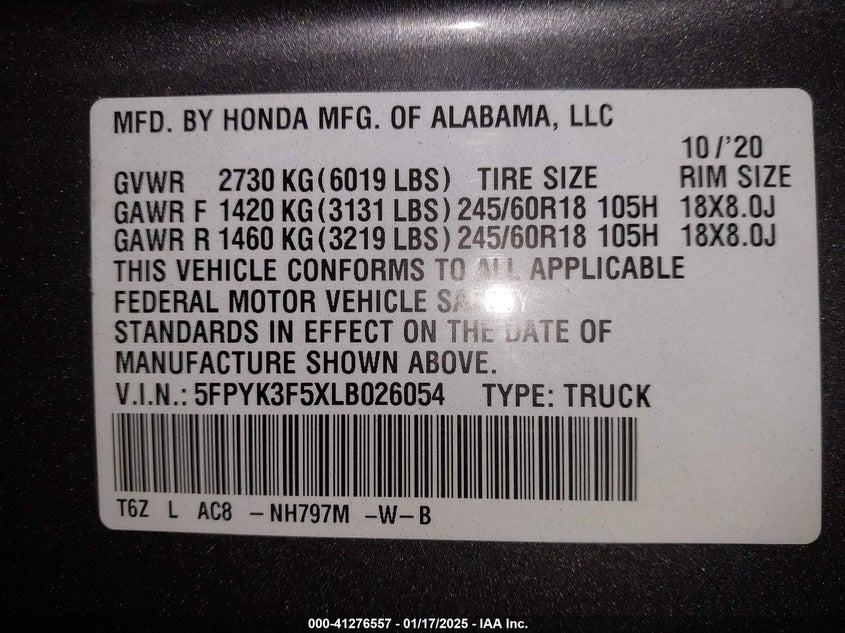 MFD. BY HONDA MFG. OF ALABAMA, LLC
10/'20
GVWR 2730 KG(6019 LBS) TIRE SIZE RIM SIZE
GAWR F 1420 KG(3131 LBS) 245/60R18 105H 18X8.0J
GAWR R 1460 KG(3219 LBS) 245/60R18 105H 18X8.0J
THIS VEHICLE CONFORMS TO ALL APPLICABLE
FEDERAL MOTOR VEHICLE SAFETY
STANDARDS IN EFFECT ON THE DATE OF
MANUFACTURE SHOWN ABOVE.
V.I.N.: 5FPYK3F5XLB026054 TYPE: TRUCK
T6Z L AC8 -NH797M -W-B
000-41276557 - 01/17/2025 - IAA Inc.